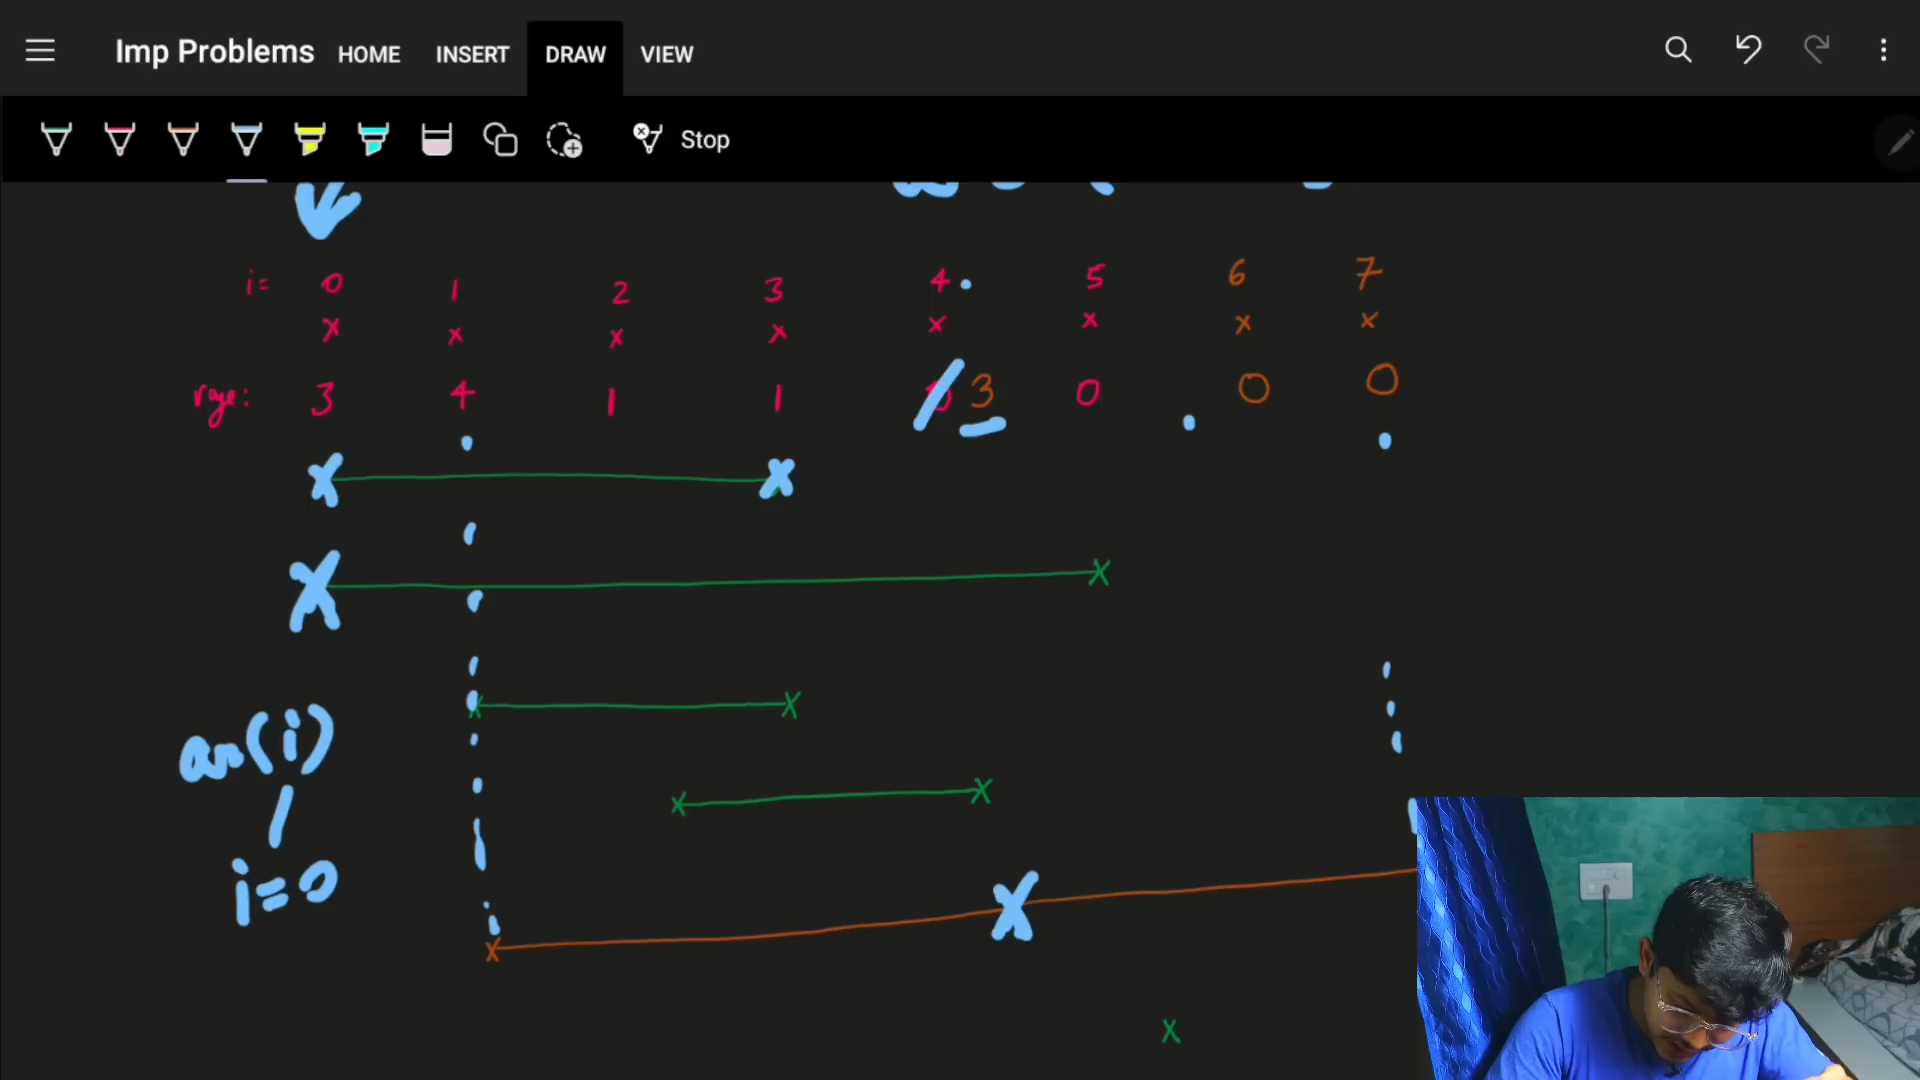 Imp Problems HOME INSERT DRAW VIEW
Stop
i= 0 1 2 3 4 5 6 7
x x x x x x x x
rage: 3 4 1 1 3 0 0 0
x x
x x
x x
arr(i)
x x
i=0
x x
x